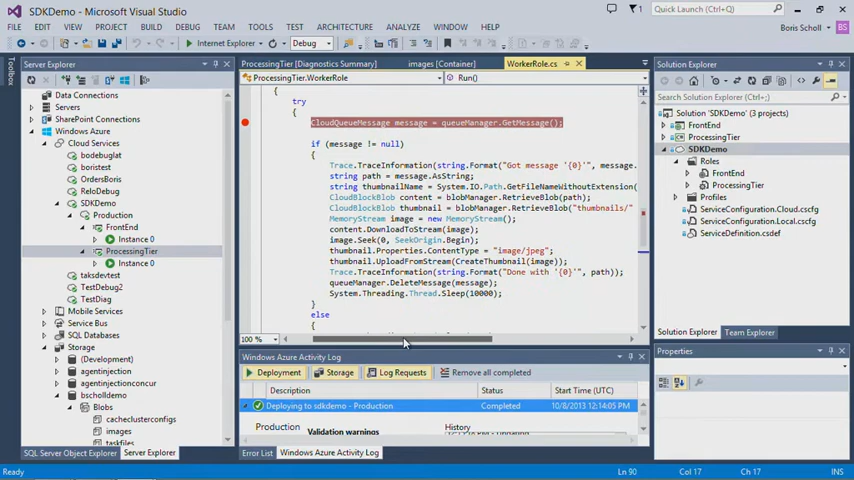 SDKDemo - Microsoft Visual Studio
Quick Launch (Ctrl+Q)
FILE EDIT VIEW PROJECT BUILD DEBUG TEAM TOOLS TEST ARCHITECTURE ANALYZE WINDOW HELP
Boris Scholl
Internet Explorer
Debug
Toolbox
Server Explorer
Data Connections
Servers
SharePoint Connections
Windows Azure
Cloud Services
bodebuglat
boristest
OrdersBoris
ReloDebug
SDKDemo
Production
FrontEnd
Instance 0
ProcessingTier
Instance 0
taksdevtest
TestDebug2
TestDiag
Mobile Services
Service Bus
SQL Databases
Storage
(Development)
agentinjection
agentinjectionconcur
bscholldemo
Blobs
cacheclusterconfigs
images
taskfiles
SQL Server Object Explorer Server Explorer
ProcessingTier [Diagnostics Summary] images [Container] WorkerRole.cs
ProcessingTier.WorkerRole Run()
{
try
{
CloudQueueMessage message = queueManager.GetMessage();
if (message != null)
{
Trace.TraceInformation(string.Format("Got message '{0}'", message.
string path = message.AsString;
string thumbnailName = System.IO.Path.GetFileNameWithoutExtension(
CloudBlockBlob content = blobManager.RetrieveBlob(path);
CloudBlockBlob thumbnail = blobManager.RetrieveBlob("thumbnails/"
MemoryStream image = new MemoryStream();
content.DownloadToStream(image);
image.Seek(0, SeekOrigin.Begin);
thumbnail.Properties.ContentType = "image/jpeg";
thumbnail.UploadFromStream(CreateThumbnail(image));
Trace.TraceInformation(string.Format("Done with '{0}'", path));
queueManager.DeleteMessage(message);
System.Threading.Thread.Sleep(10000);
}
else
{
100 %
Windows Azure Activity Log
Deployment Storage Log Requests Remove all completed
Description Status Start Time (UTC)
Deploying to sdkdemo - Production Completed 10/8/2013 12:14:05 PM
Production Validation warnings History
Error List Windows Azure Activity Log
Solution Explorer
Search Solution Explorer (Ctrl+;)
Solution 'SDKDemo' (3 projects)
FrontEnd
ProcessingTier
SDKDemo
Roles
FrontEnd
ProcessingTier
Profiles
ServiceConfiguration.Cloud.cscfg
ServiceConfiguration.Local.cscfg
ServiceDefinition.csdef
Solution Explorer Team Explorer
Properties
Ready Ln 90 Col 17 Ch 17 INS